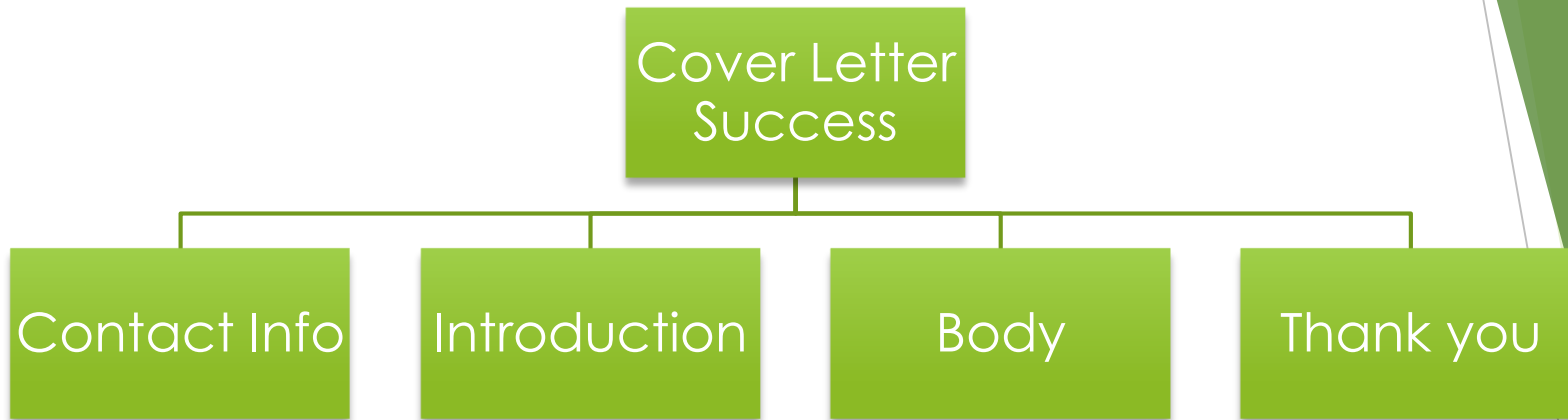 Cover Letter
Success
Contact Info
Introduction
Body
Thank you